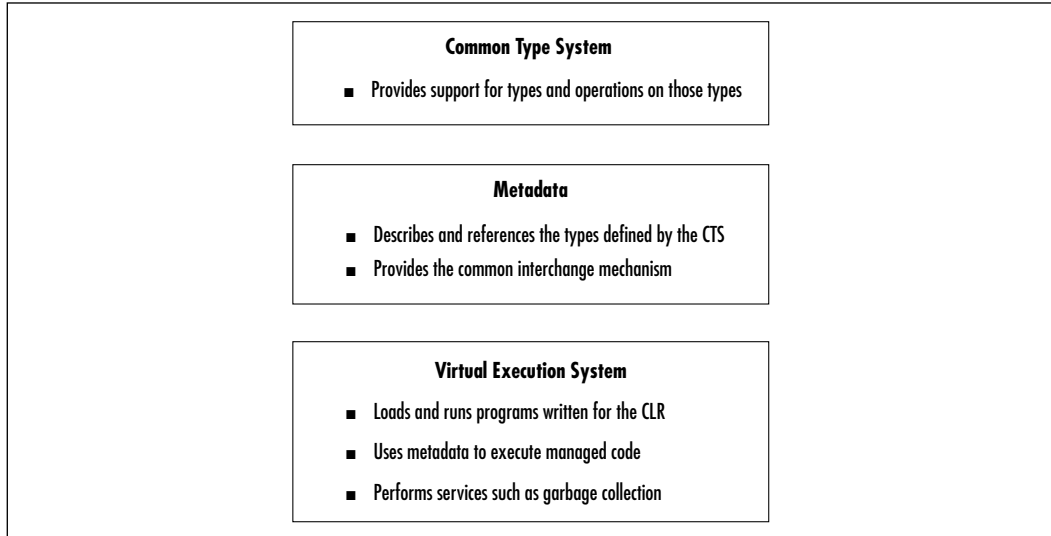 Common Type System
■ Provides support for types and operations on those types
Metadata
■ Describes and references the types defined by the CTS
■ Provides the common interchange mechanism
Virtual Execution System
■ Loads and runs programs written for the CLR
■ Uses metadata to execute managed code
■ Performs services such as garbage collection